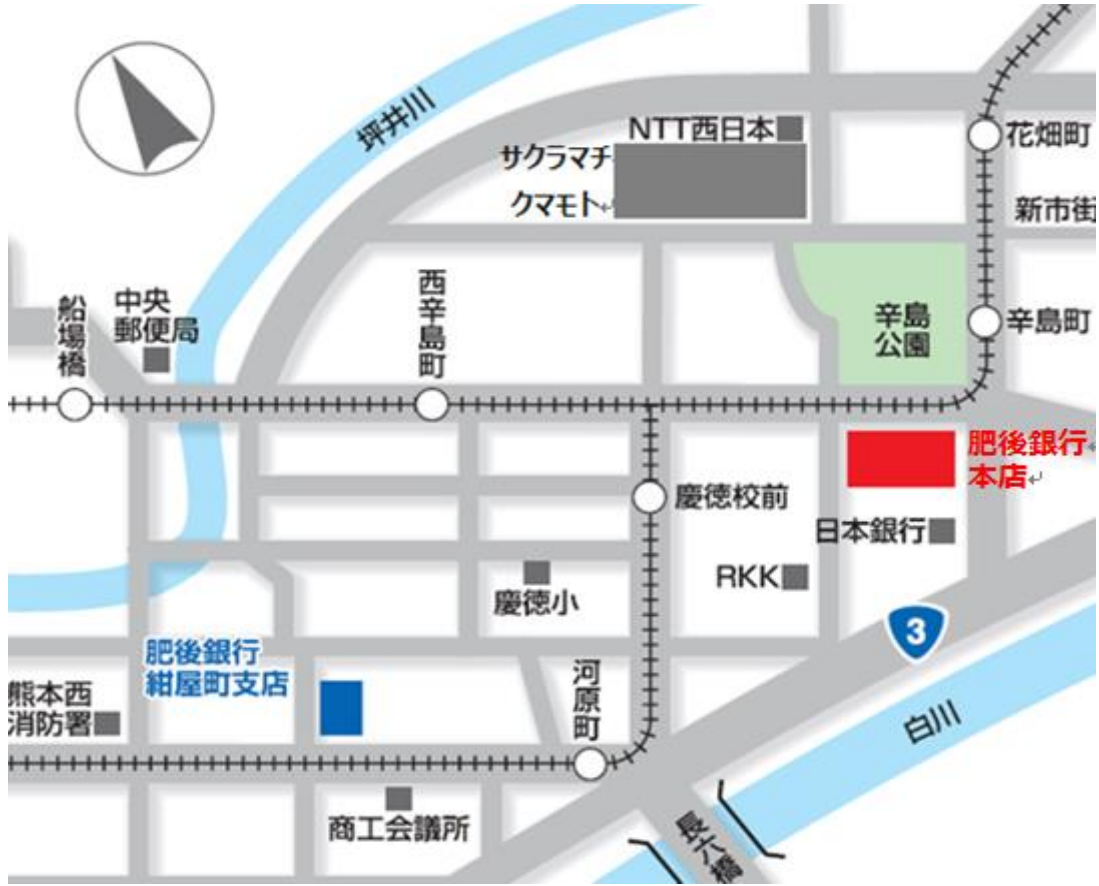 坪井川
NTT西日本
サクラマチ
クマモト
花畑町
新市街
船場橋
中央
郵便局
西辛島町
辛島
公園
辛島町
肥後銀行
本店
慶徳校前
日本銀行
RKK
慶徳小
3
肥後銀行
紺屋町支店
熊本西
消防署
河原町
白川
商工会議所
長六橋